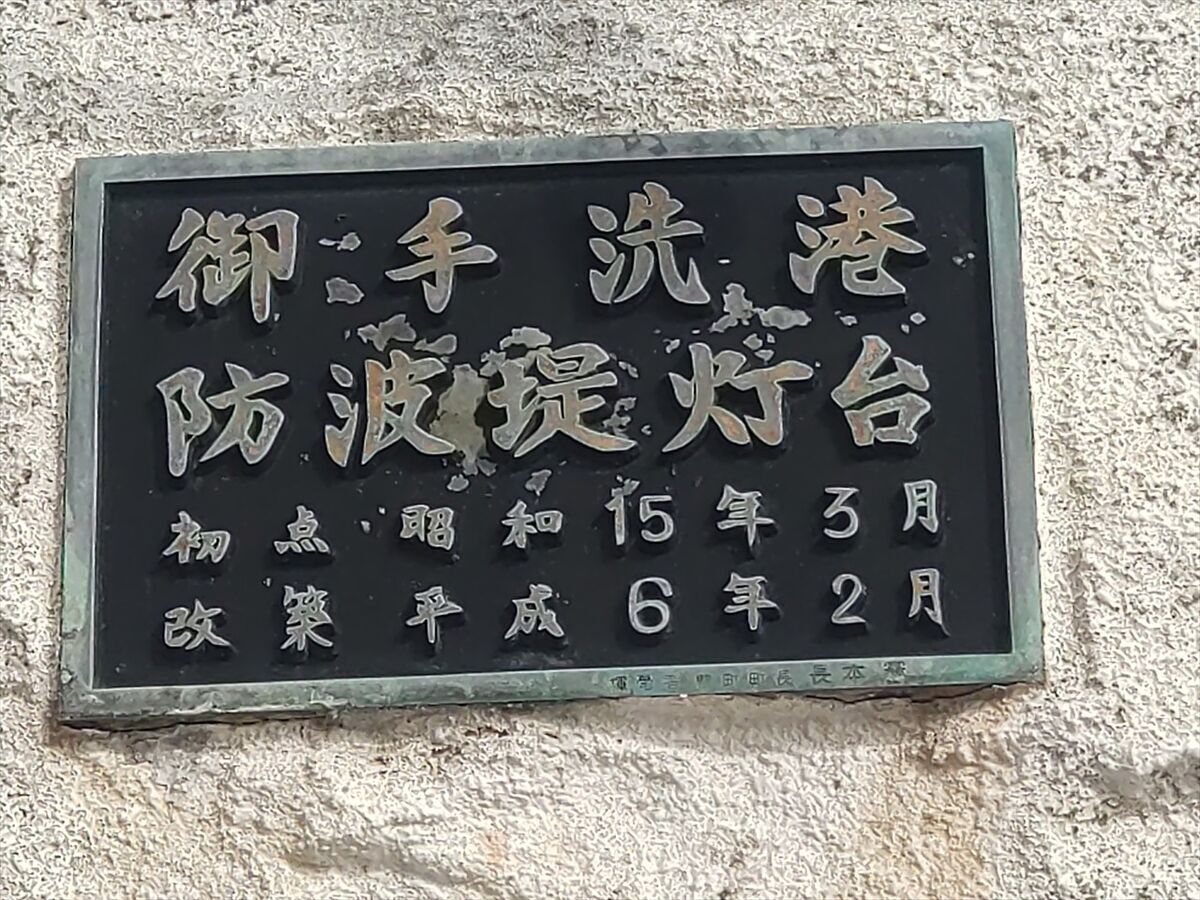 御手洗港
防波堤灯台
初点昭和15年3月
改築平成6年2月